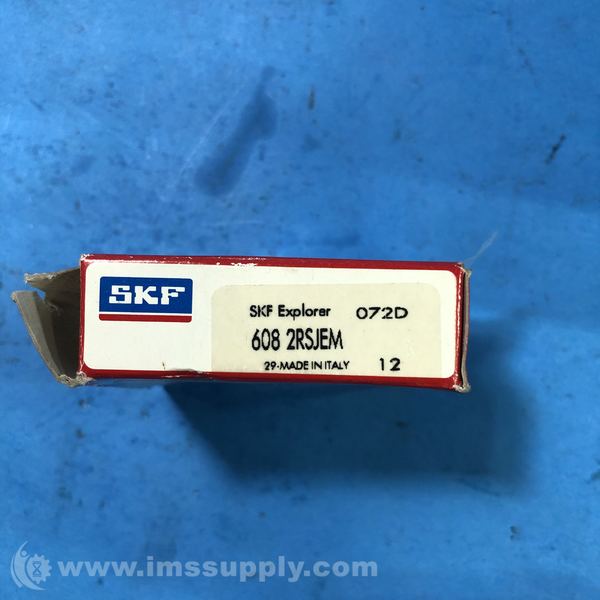 SKF
SKF Explorer 072D
608 2RSJEM
29-MADE IN ITALY 12
www.imssupply.com